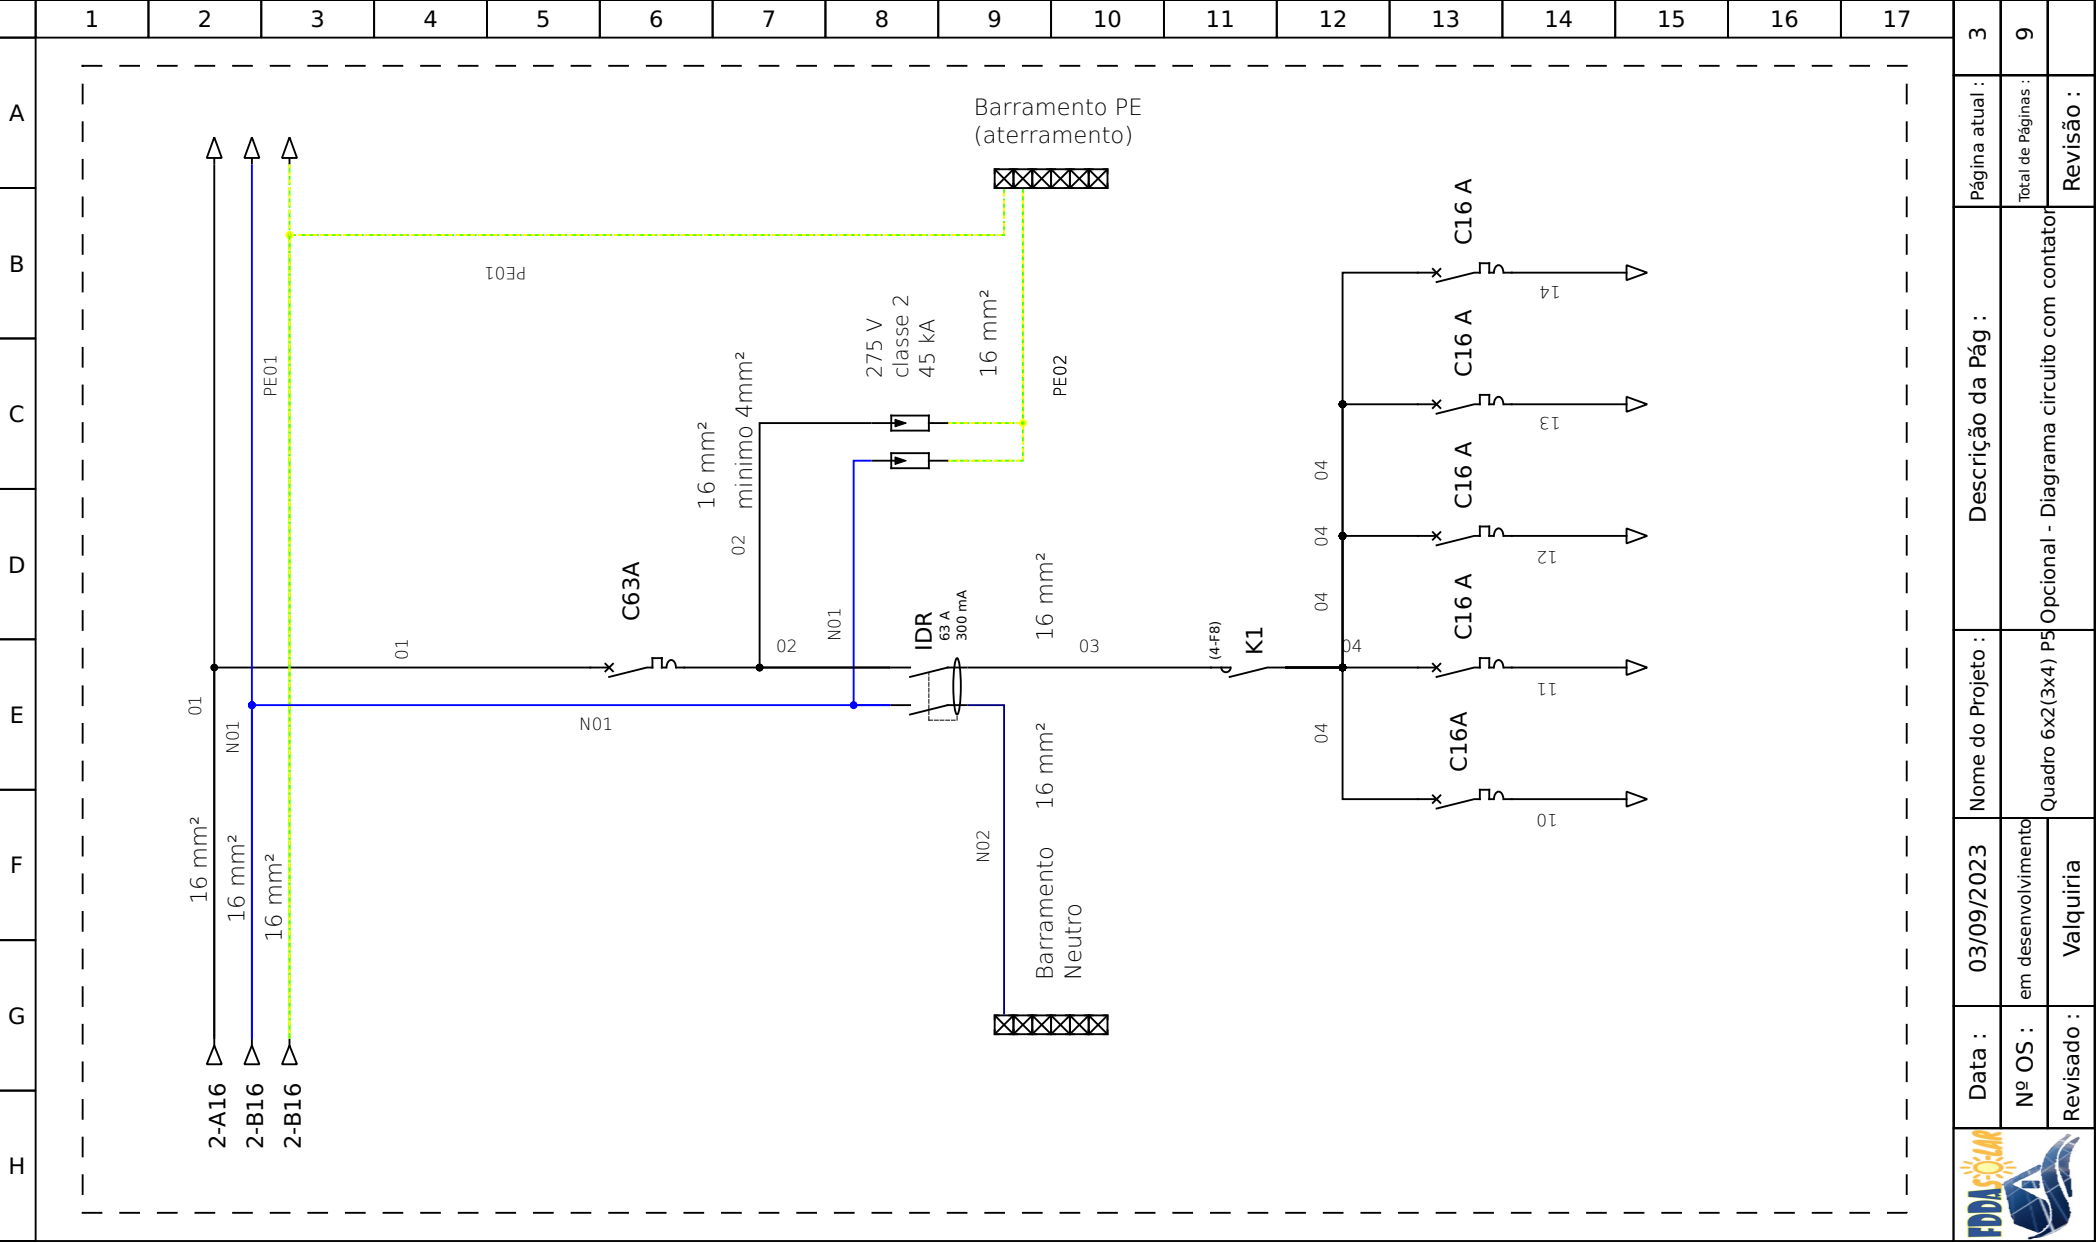 1 2 3 4 5 6 7 8 9 10 11 12 13 14 15 16 17
A
B
C
D
E
F
G
H
Barramento PE
(aterramento)
PE01
PE01
275 V
classe 2
45 kA
16 mm²
PE02
16 mm²
minimo 4mm²
02
C63A
01
01
N01
N01
02
N01
IDR
63 A
300 mA
16 mm²
03
(4-F8)
K1
04
04
04
04
04
C16 A
14
C16 A
13
C16 A
12
C16 A
11
C16A
10
16 mm²
16 mm²
16 mm²
2-A16
2-B16
2-B16
N02
16 mm²
Barramento
Neutro
Página atual :
3
Total de Páginas :
9
Revisão :
Descrição da Pág :
Opcional - Diagrama circuito com contator
Nome do Projeto :
Quadro 6x2(3x4) P5
Data :
03/09/2023
Nº OS :
em desenvolvimento
Revisado :
Valquiria
FDDA SO-LAR